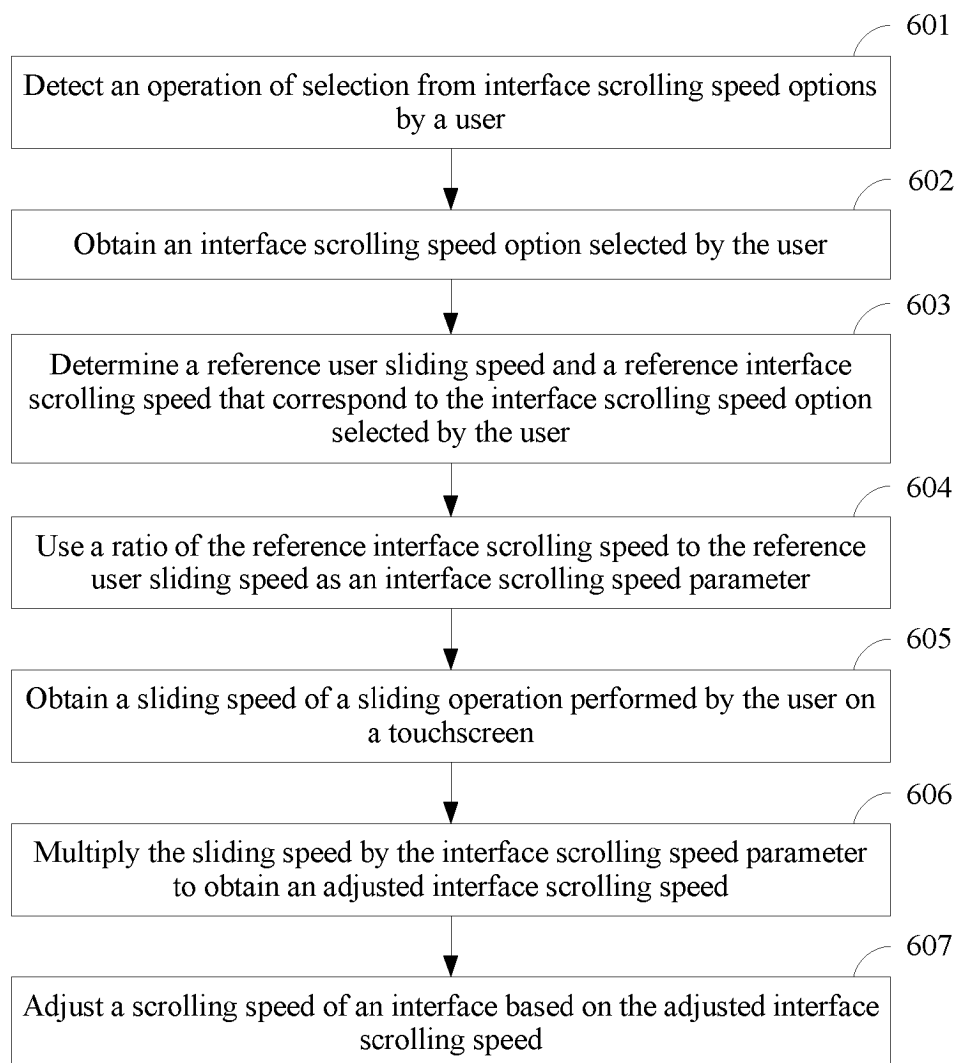 601
Detect an operation of selection from interface scrolling speed options
by a user
602
Obtain an interface scrolling speed option selected by the user
603
Determine a reference user sliding speed and a reference interface
scrolling speed that correspond to the interface scrolling speed option
selected by the user
604
Use a ratio of the reference interface scrolling speed to the reference
user sliding speed as an interface scrolling speed parameter
605
Obtain a sliding speed of a sliding operation performed by the user on
a touchscreen
606
Multiply the sliding speed by the interface scrolling speed parameter
to obtain an adjusted interface scrolling speed
607
Adjust a scrolling speed of an interface based on the adjusted interface
scrolling speed